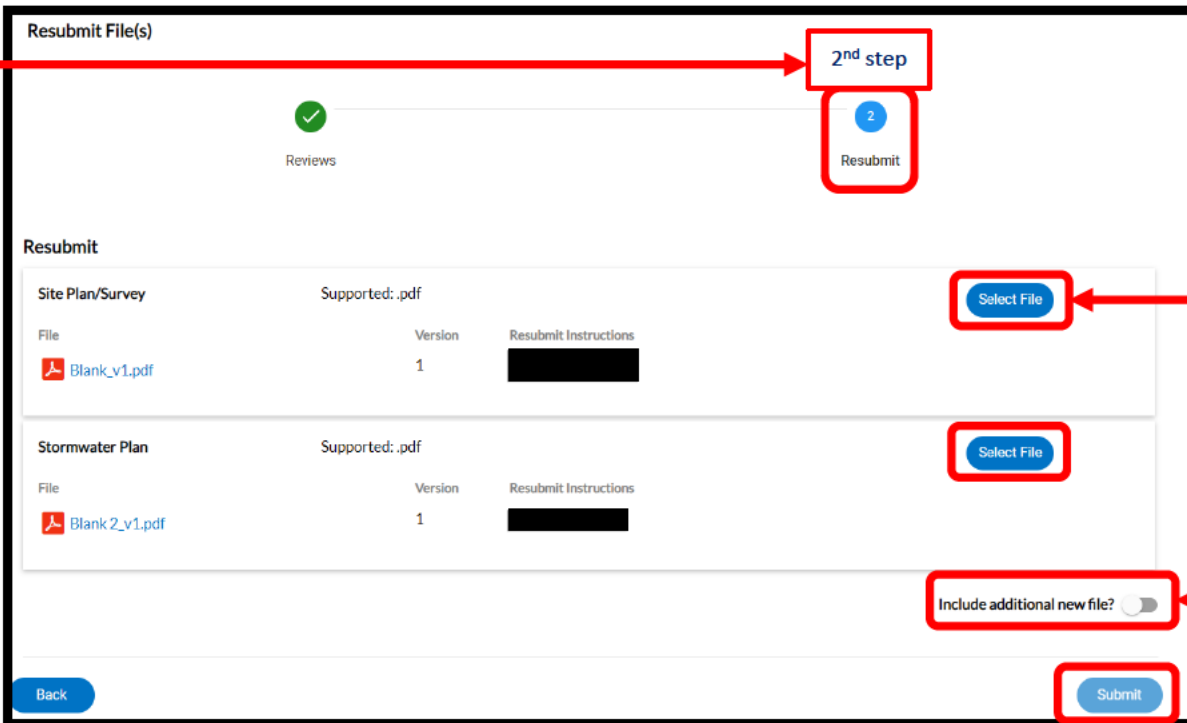 Resubmit File(s)
2nd step
2
Reviews Resubmit
Resubmit
Site Plan/Survey Supported: .pdf Select File
File Version Resubmit Instructions
Blank_v1.pdf 1
Stormwater Plan Supported: .pdf Select File
File Version Resubmit Instructions
Blank 2_v1.pdf 1
Include additional new file?
Back Submit